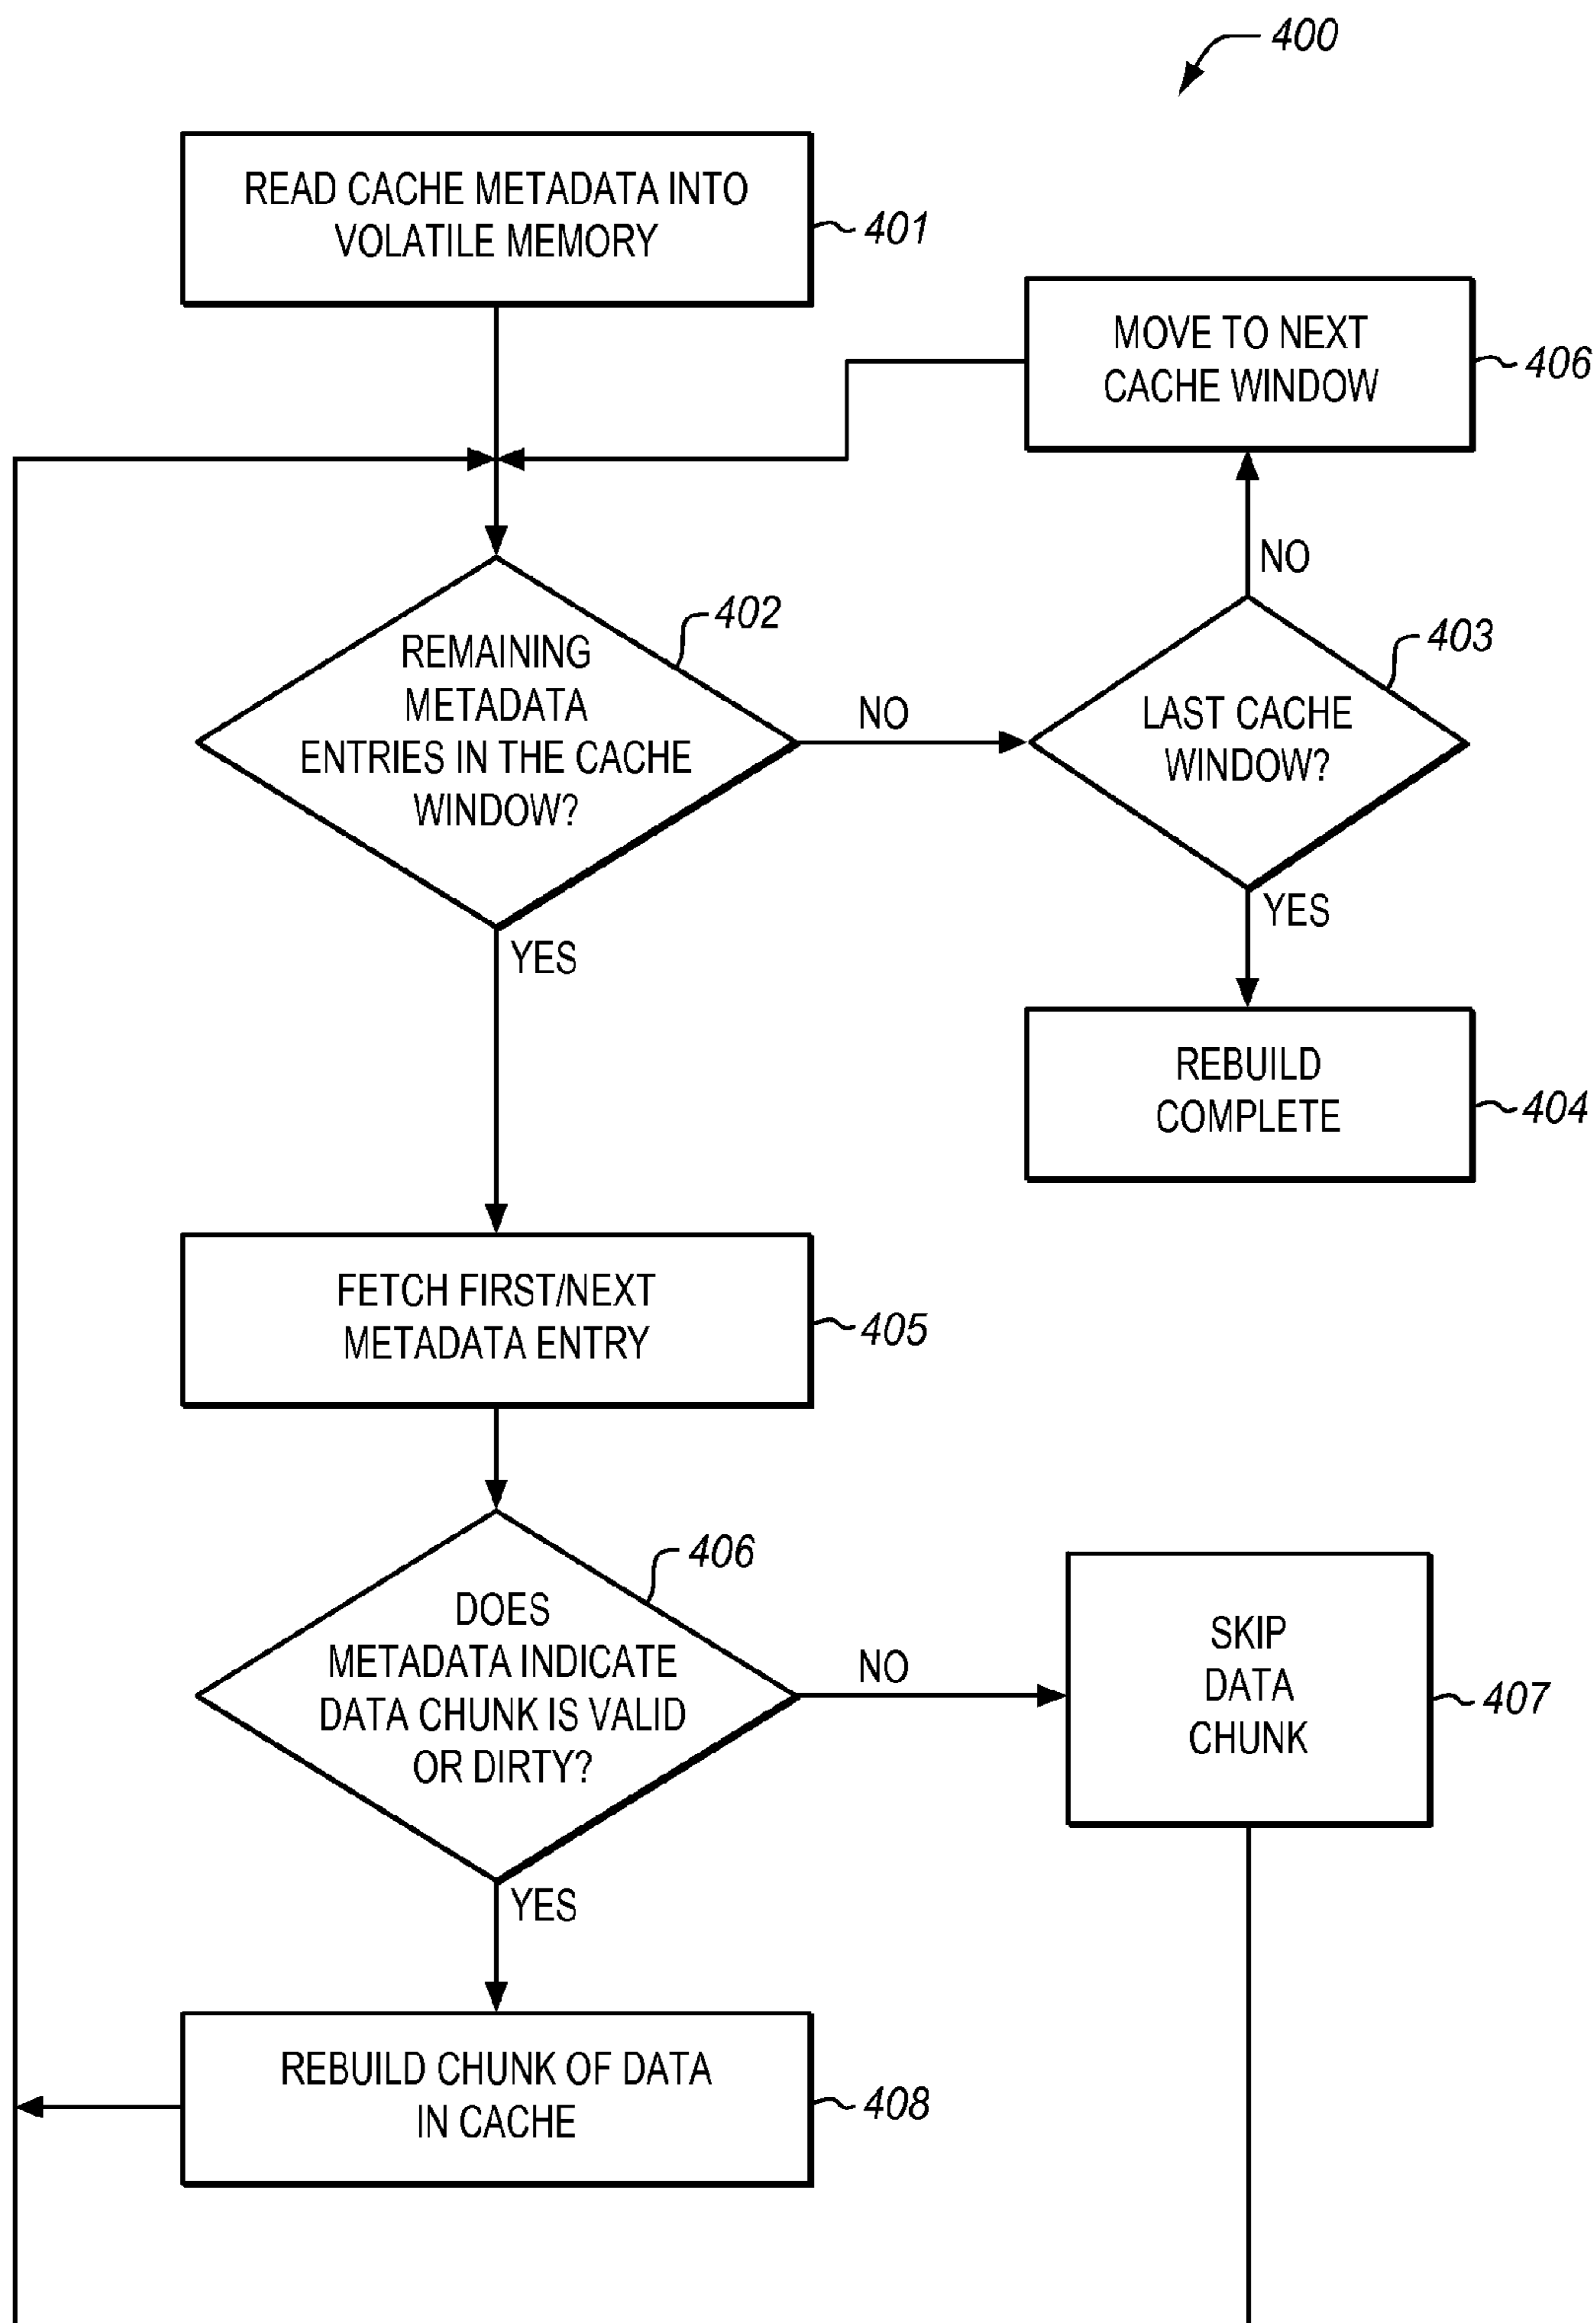 400
READ CACHE METADATA INTO
VOLATILE MEMORY
401
MOVE TO NEXT
CACHE WINDOW
406
REMAINING
METADATA
ENTRIES IN THE CACHE
WINDOW?
402
NO
LAST CACHE
WINDOW?
403
NO
YES
YES
REBUILD
COMPLETE
404
FETCH FIRST/NEXT
METADATA ENTRY
405
DOES
METADATA INDICATE
DATA CHUNK IS VALID
OR DIRTY?
406
NO
SKIP
DATA
CHUNK
407
YES
REBUILD CHUNK OF DATA
IN CACHE
408